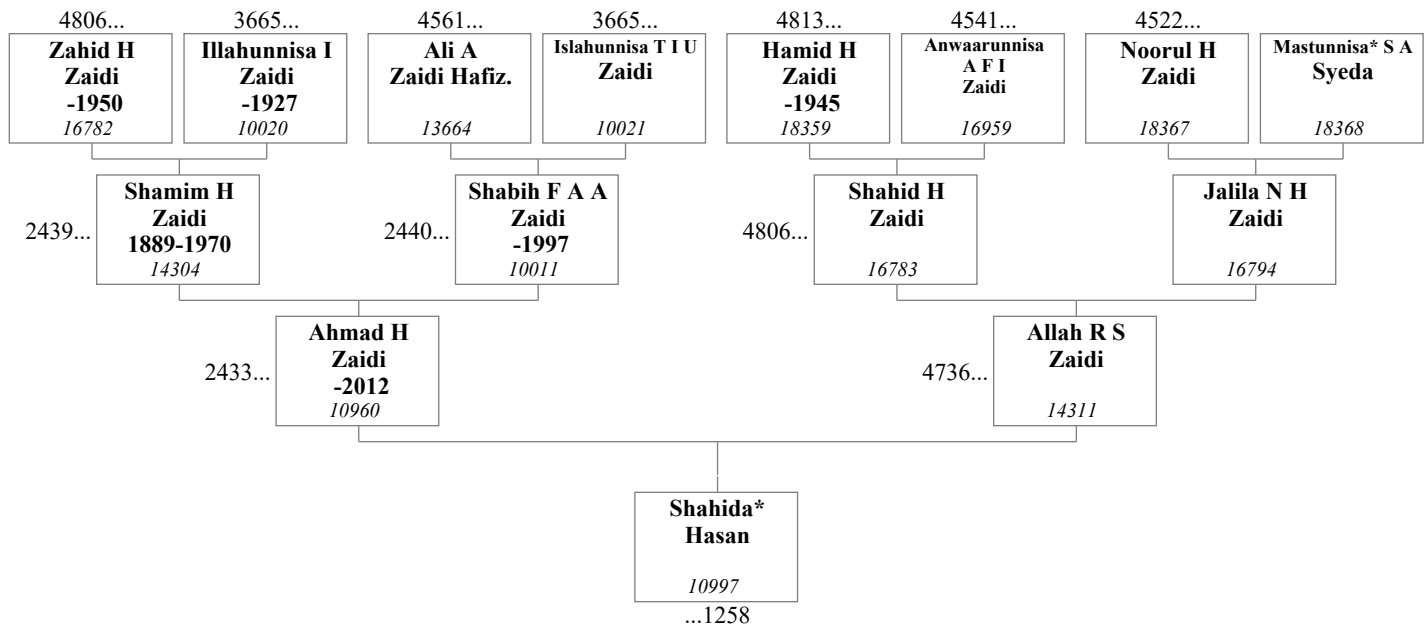 4806...
3665...
4561...
3665...
4813...
4541...
4522...
Zahid H
Zaidi
-1950
16782
Illahunnisa I
Zaidi
-1927
10020
Ali A
Zaidi Hafiz.
13664
Islahunnisa T I U
Zaidi
10021
Hamid H
Zaidi
-1945
18359
Anwaarunnisa
A F I
Zaidi
16959
Noorul H
Zaidi
18367
Mastunnisa* S A
Syeda
18368
2439...
Shamim H
Zaidi
1889-1970
14304
2440...
Shabih F A A
Zaidi
-1997
10011
4806...
Shahid H
Zaidi
16783
Jalila N H
Zaidi
16794
2433...
Ahmad H
Zaidi
-2012
10960
4736...
Allah R S
Zaidi
14311
Shahida*
Hasan
10997
...1258